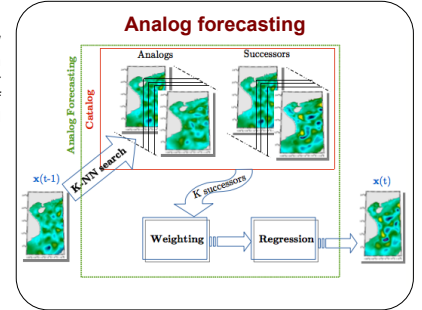 Analog forecasting
Analogs
Successors
Analog Forecasting
Catalog
K-NN search
K successors
x(t-1)
x(t)
Weighting
Regression